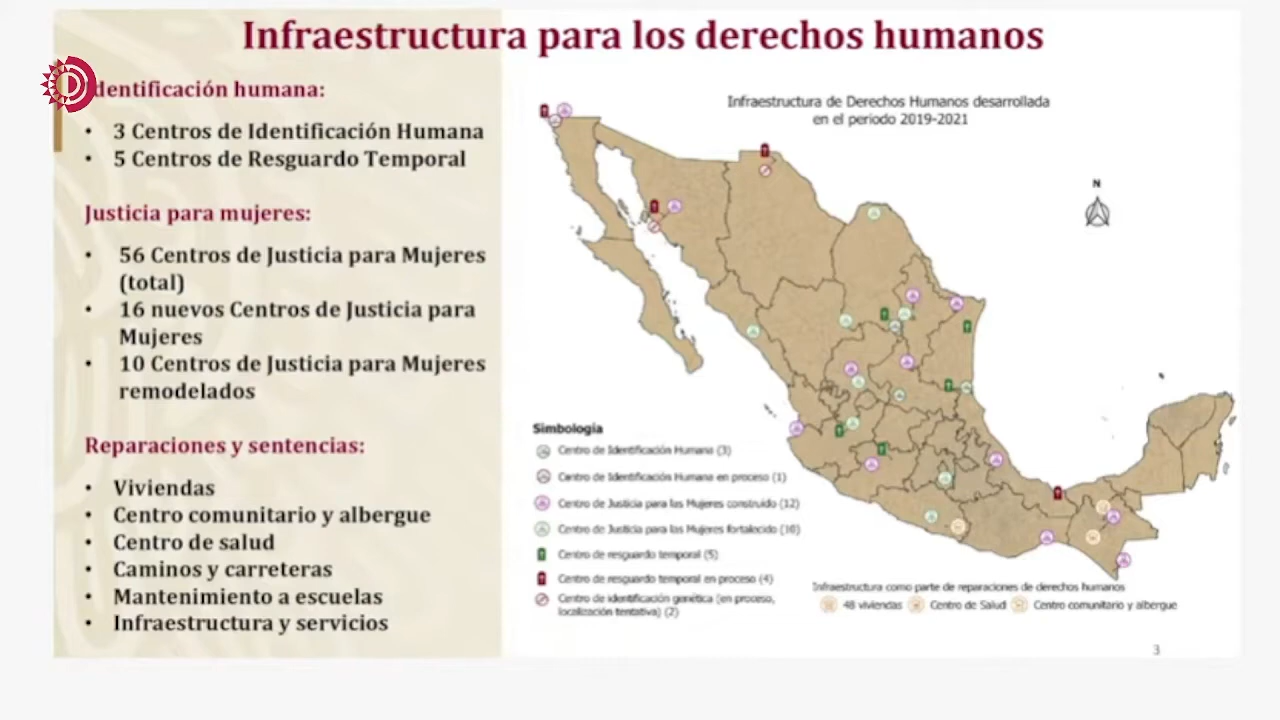 Infraestructura para los derechos humanos
dentificación humana:
• 3 Centros de Identificación Humana
• 5 Centros de Resguardo Temporal
Justicia para mujeres:
• 56 Centros de Justicia para Mujeres
(total)
• 16 nuevos Centros de Justicia para
Mujeres
• 10 Centros de Justicia para Mujeres
remodelados
Reparaciones y sentencias:
• Viviendas
• Centro comunitario y albergue
• Centro de salud
• Caminos y carreteras
• Mantenimiento a escuelas
• Infraestructura y servicios
Infraestructura de Derechos Humanos desarrollada
en el periodo 2019-2021
N
Simbología
Centro de Identificación Humana (3)
Centro de Identificación Humana en proceso (1)
Centro de Justicia para las Mujeres construido (12)
Centro de Justicia para las Mujeres fortalecido (10)
Centro de resguardo temporal (5)
Centro de resguardo temporal en proceso (4)
Centro de identificación genética (en proceso,
localización tentativa) (2)
Infraestructura como parte de reparaciones de derechos humanos
48 viviendas Centro de Salud Centro comunitario y albergue
3